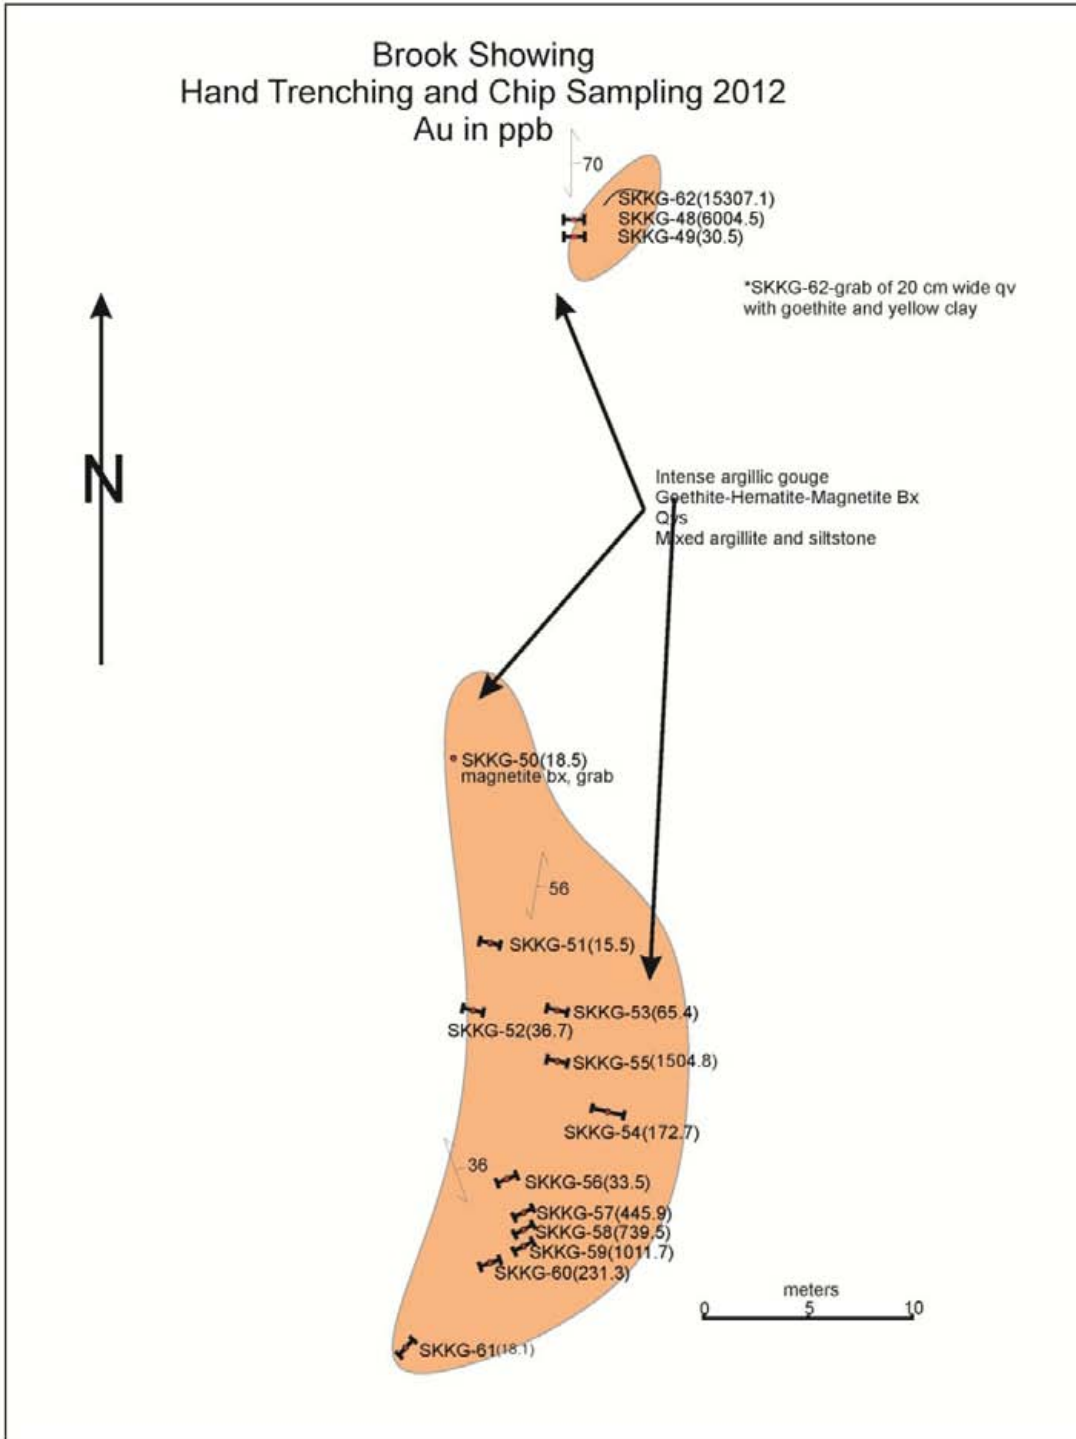 Brook Showing
Hand Trenching and Chip Sampling 2012
Au in ppb
70
SKKG-62(15307.1)
SKKG-48(6004.5)
SKKG-49(30.5)
*SKKG-62-grab of 20 cm wide qv
with goethite and yellow clay
N
Intense argillic gouge
Goethite-Hematite-Magnetite Bx
Qvs
Mixed argillite and siltstone
SKKG-50(18.5)
magnetite bx, grab
56
SKKG-51(15.5)
SKKG-53(65.4)
SKKG-52(36.7)
SKKG-55(1504.8)
SKKG-54(172.7)
36
SKKG-56(33.5)
SKKG-57(445.9)
SKKG-58(739.5)
SKKG-59(1011.7)
SKKG-60(231.3)
meters
0 5 10
SKKG-61(18.1)